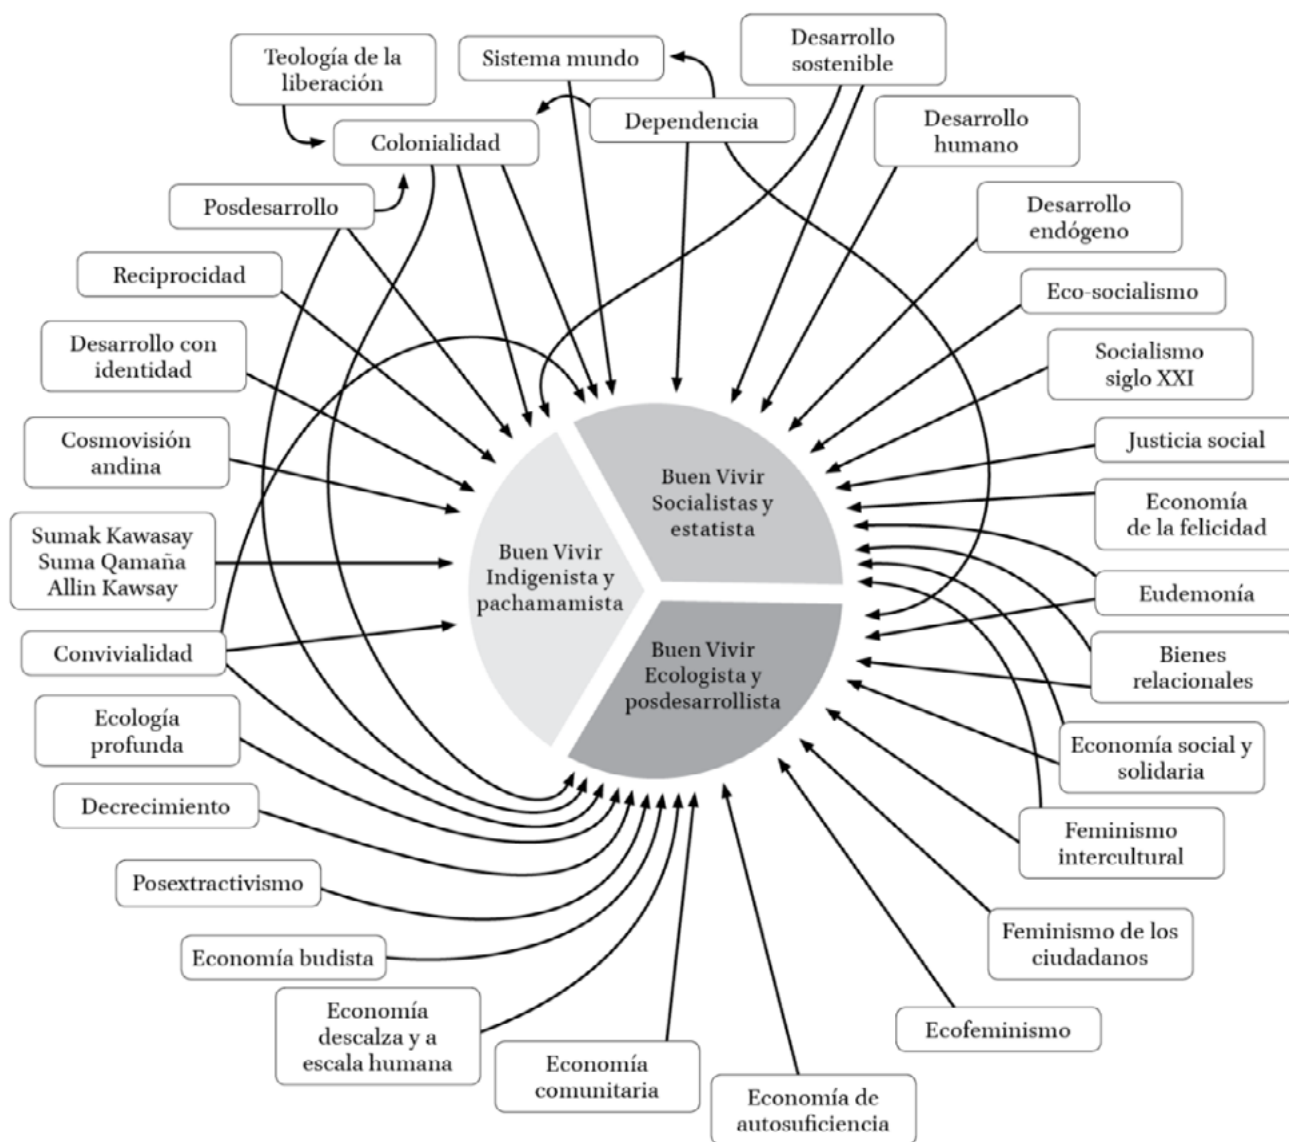 Teología de la
liberación
Sistema mundo
Desarrollo
sostenible
Colonialidad
Dependencia
Desarrollo
humano
Posdesarrollo
Desarrollo
endógeno
Reciprocidad
Eco-socialismo
Desarrollo con
identidad
Socialismo
siglo XXI
Cosmovisión
andina
Justicia social
Economía
de la felicidad
Sumak Kawasay
Suma Qamaña
Allin Kawsay
Buen Vivir
Indigenista y
pachamamista
Buen Vivir
Socialistas y
estatista
Buen Vivir
Ecologista y
posdesarrollista
Eudemonía
Convivialidad
Bienes
relacionales
Ecología
profunda
Economía social y
solidaria
Decrecimiento
Feminismo
intercultural
Posextractivismo
Feminismo de los
ciudadanos
Economía budista
Economía
descalza y a
escala humana
Ecofeminismo
Economía
comunitaria
Economía de
autosuficiencia